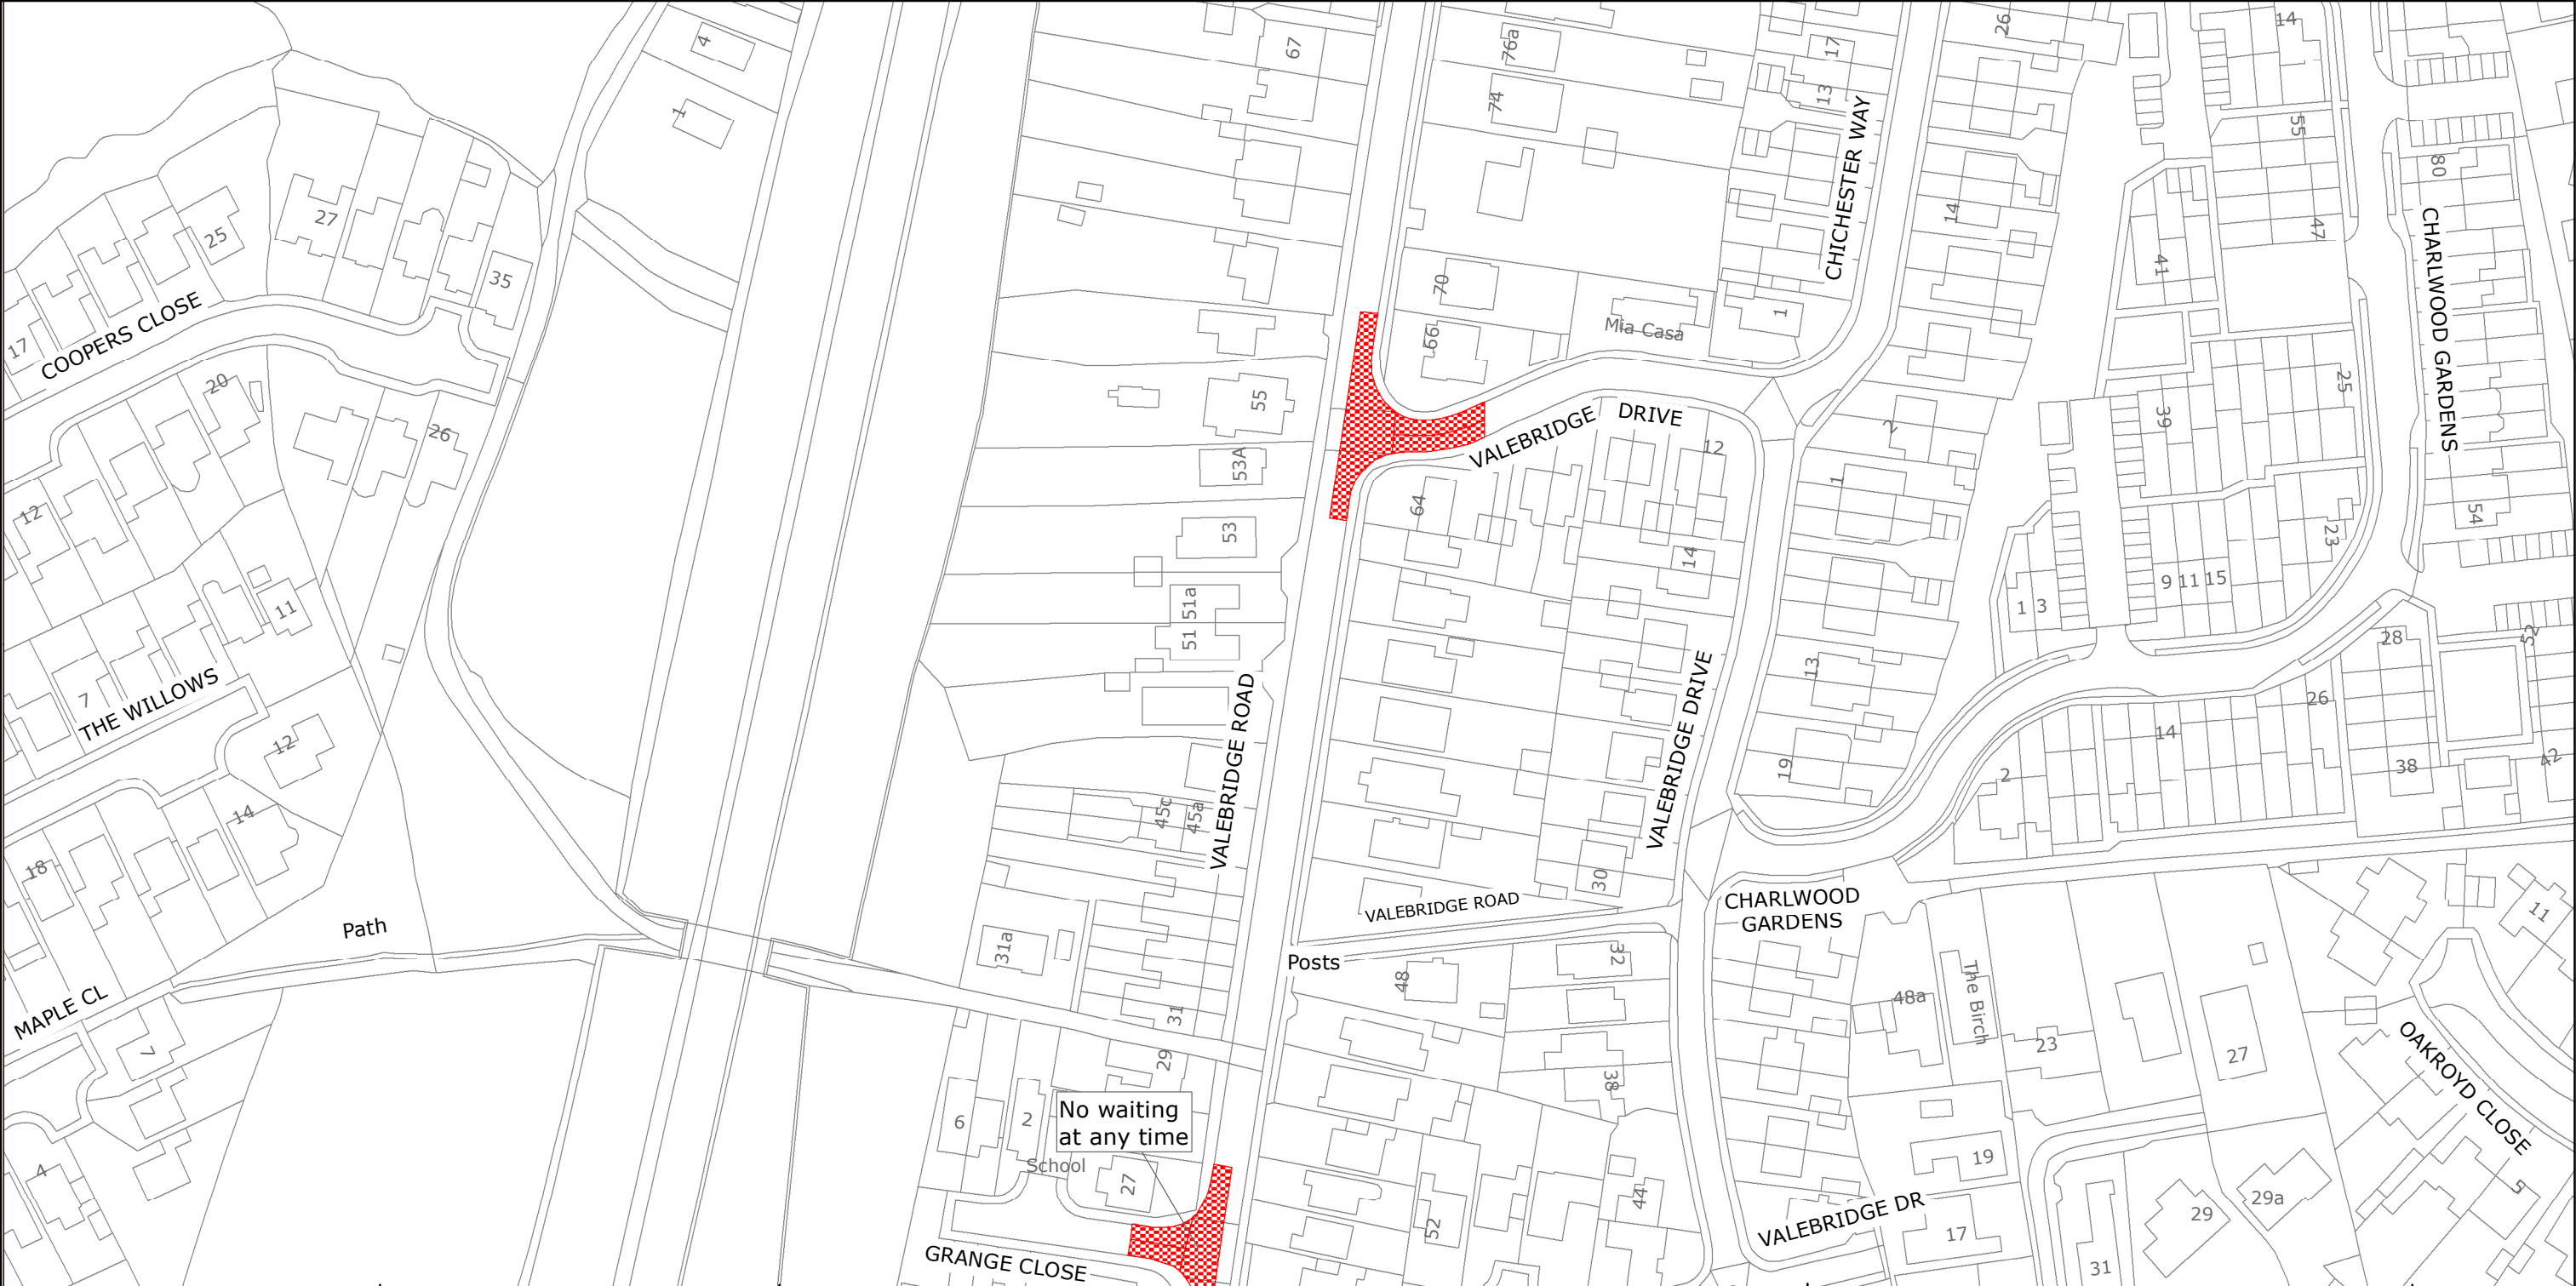 4
67
76a
17
26
14
1
74
13
CHICHESTER WAY
55
80
27
25
35
14
47
CHARLWOOD GARDENS
70
41
COOPERS CLOSE
17
66
Mia Casa
1
20
55
VALEBRIDGE DRIVE
2
39
25
26
53A
12
12
64
1
54
53
14
23
11
51a
51
9 11 15
1 3
28
52
7
THE WILLOWS
13
26
12
VALEBRIDGE ROAD
VALEBRIDGE DRIVE
14
19
2
38
42
14
45c
45a
18
30
VALEBRIDGE ROAD
CHARLWOOD
GARDENS
11
Path
31a
Posts
48
32
The Birch
48a
MAPLE CL
31
7
29
23
27
OAKROYD CLOSE
38
No waiting
at any time
6
2
School
27
19
4
44
52
VALEBRIDGE DR
17
29
29a
5
GRANGE CLOSE
31